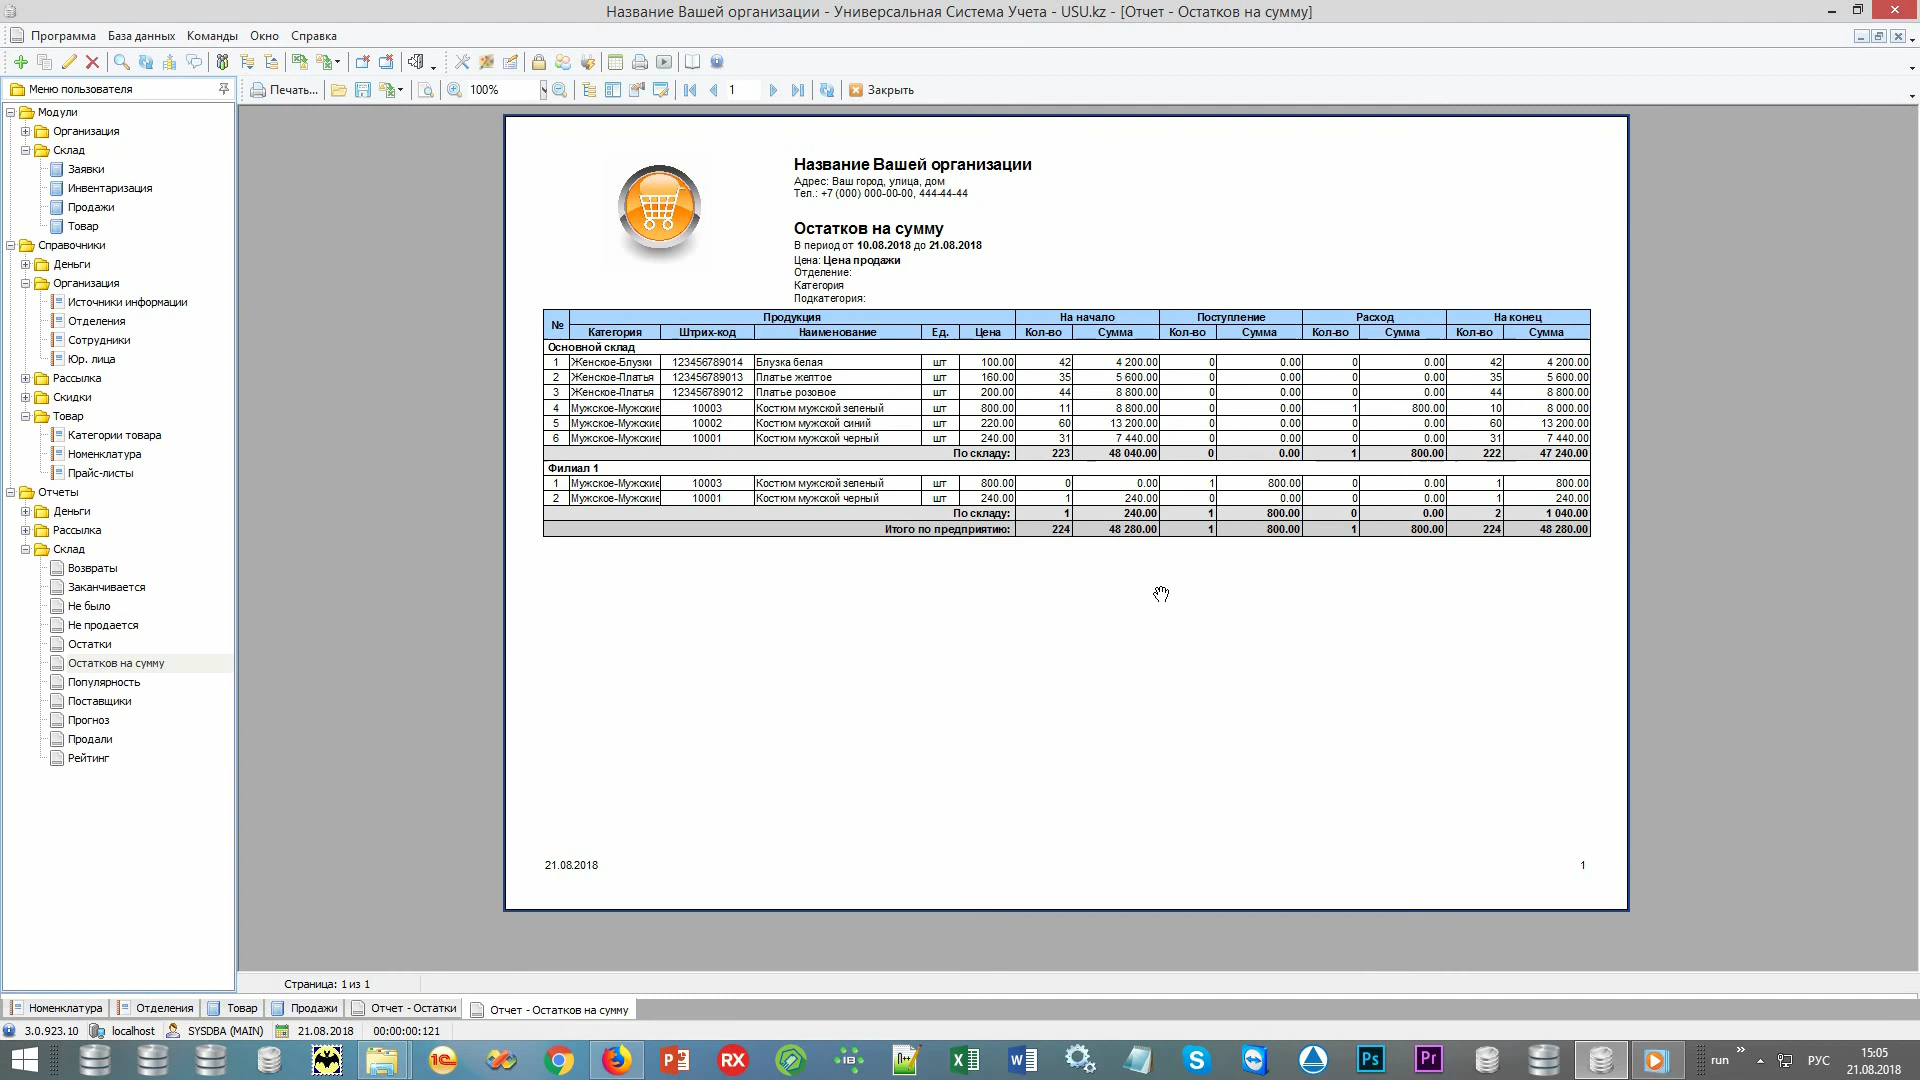 Название Вашей организации - Универсальная Система Учета - USU.kz - [Отчет - Остатков на сумму]
Программа База данных Команды Окно Справка
Меню пользователя
Печать... 100% 1 Закрыть
Модули
Организация
Склад
Заявки
Инвентаризация
Продажи
Товар
Справочники
Деньги
Организация
Источники информации
Отделения
Сотрудники
Юр. лица
Рассылка
Скидки
Товар
Категории товара
Номенклатура
Прайс-листы
Отчеты
Деньги
Рассылка
Склад
Возвраты
Заканчивается
Не было
Не продается
Остатки
Остатков на сумму
Популярность
Поставщики
Прогноз
Продали
Рейтинг
Название Вашей организации
Адрес: Ваш город, улица, дом
Тел.: +7 (000) 000-00-00, 444-44-44
Остатков на сумму
В период от 10.08.2018 до 21.08.2018
Цена: Цена продажи
Отделение:
Категория
Подкатегория:
№ Продукция На начало Поступление Расход На конец
Категория Штрих-код Наименование Ед. Цена Кол-во Сумма Кол-во Сумма Кол-во Сумма Кол-во Сумма
Основной склад
1 Женское-Блузки 123456789014 Блузка белая шт 100.00 42 4 200.00 0 0.00 0 0.00 42 4 200.00
2 Женское-Платья 123456789013 Платье желтое шт 160.00 35 5 600.00 0 0.00 0 0.00 35 5 600.00
3 Женское-Платья 123456789012 Платье розовое шт 200.00 44 8 800.00 0 0.00 0 0.00 44 8 800.00
4 Мужское-Мужские 10003 Костюм мужской зеленый шт 800.00 11 8 800.00 0 0.00 1 800.00 10 8 000.00
5 Мужское-Мужские 10002 Костюм мужской синий шт 220.00 60 13 200.00 0 0.00 0 0.00 60 13 200.00
6 Мужское-Мужские 10001 Костюм мужской черный шт 240.00 31 7 440.00 0 0.00 0 0.00 31 7 440.00
По складу: 223 48 040.00 0 0.00 1 800.00 222 47 240.00
Филиал 1
1 Мужское-Мужские 10003 Костюм мужской зеленый шт 800.00 0 0.00 1 800.00 0 0.00 1 800.00
2 Мужское-Мужские 10001 Костюм мужской черный шт 240.00 1 240.00 0 0.00 0 0.00 1 240.00
По складу: 1 240.00 1 800.00 0 0.00 2 1 040.00
Итого по предприятию: 224 48 280.00 1 800.00 1 800.00 224 48 280.00
21.08.2018 1
Страница: 1 из 1
Номенклатура Отделения Товар Продажи Отчет - Остатки Отчет - Остатков на сумму
3.0.923.10 localhost SYSDBA (MAIN) 21.08.2018 00:00:00:121
run РУС 15:05
21.08.2018